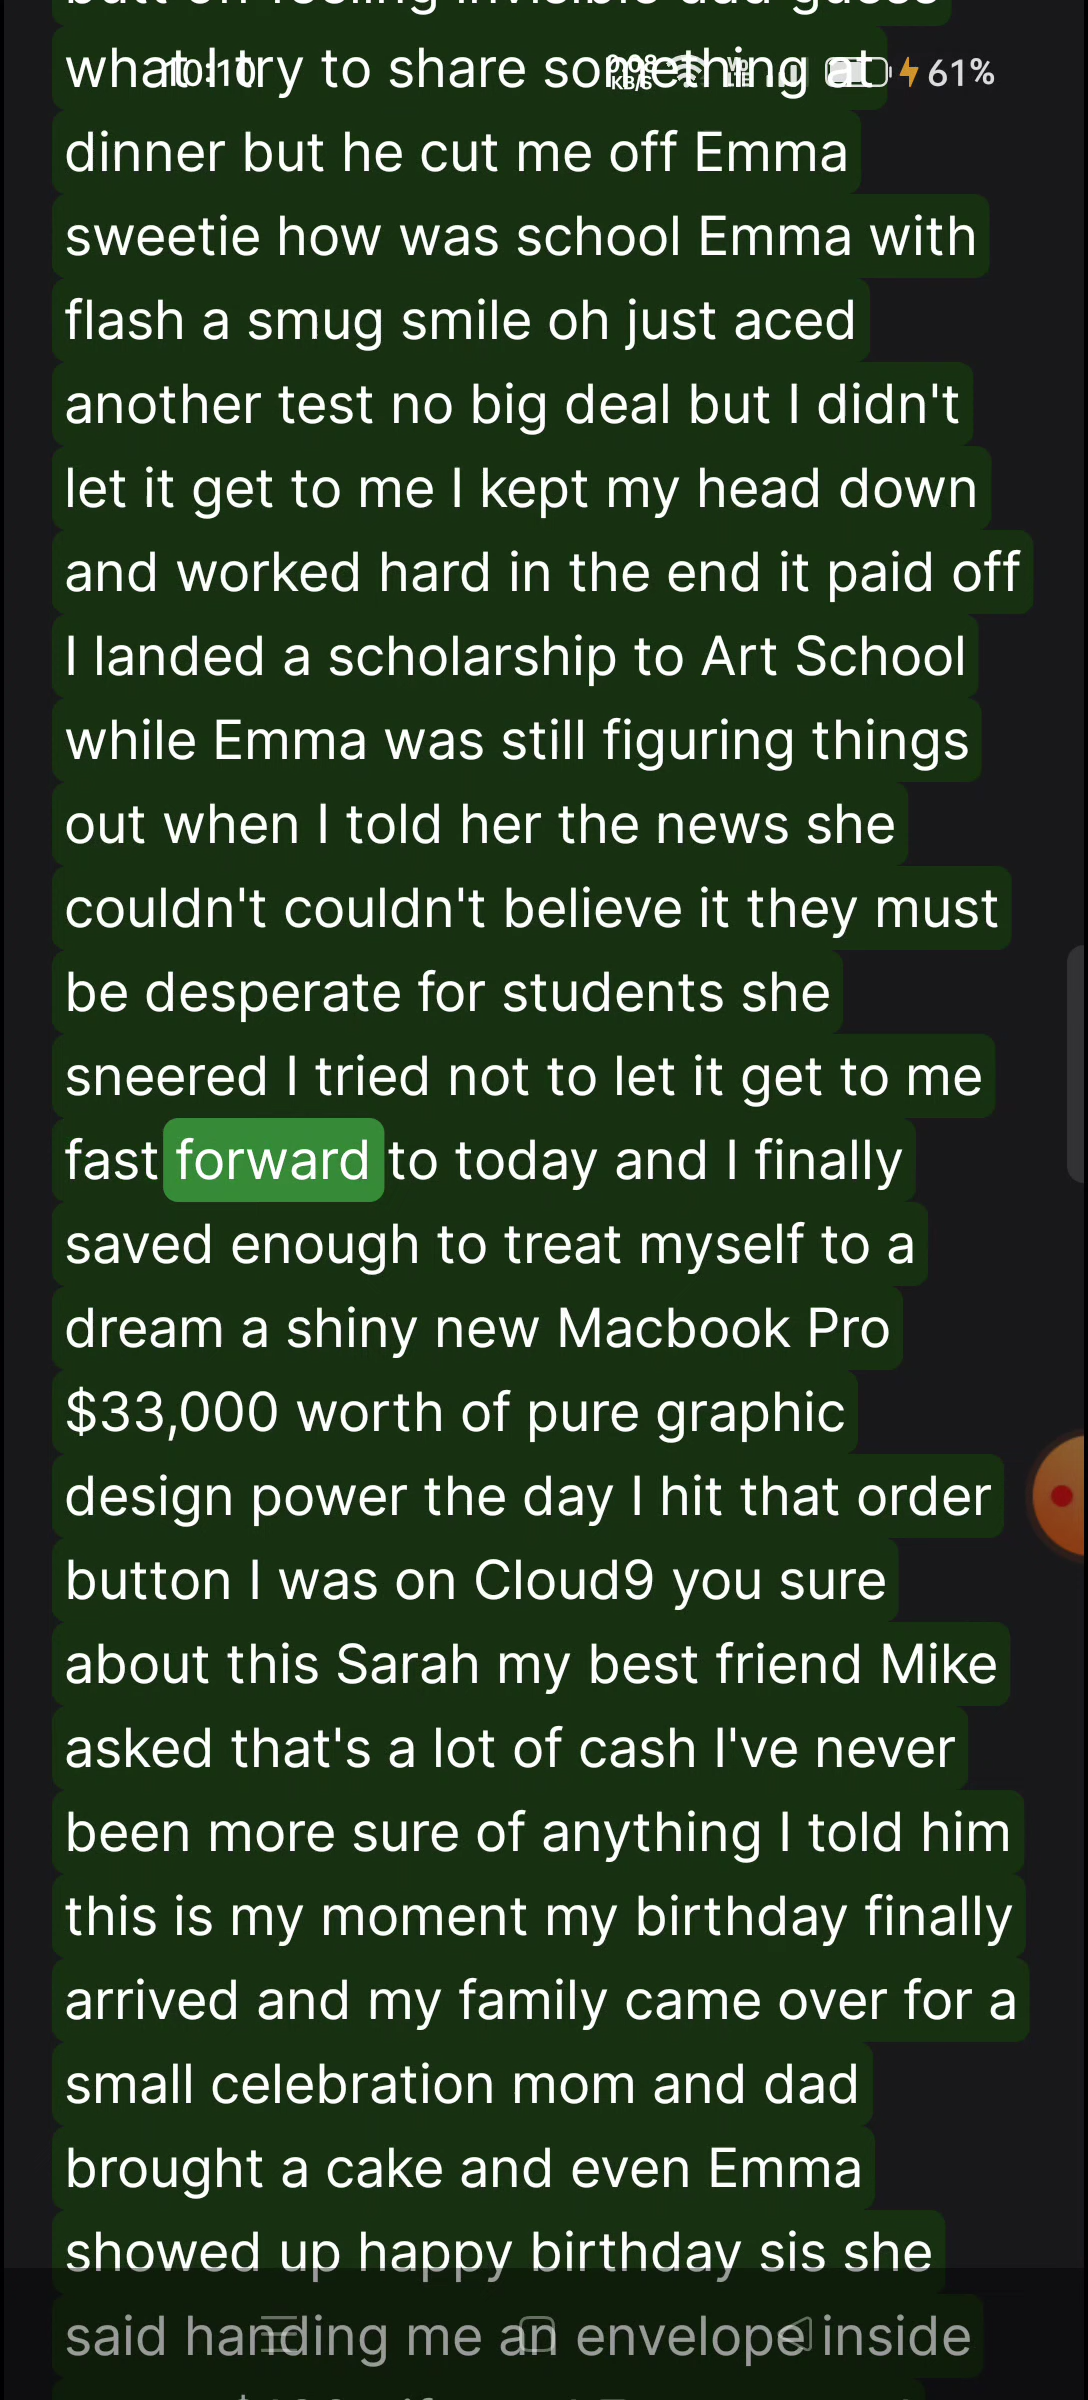 what I try to share something at
10:10 0.08 KB/S Vo LTE 61%
dinner but he cut me off Emma
sweetie how was school Emma with
flash a smug smile oh just aced
another test no big deal but I didn't
let it get to me I kept my head down
and worked hard in the end it paid off
I landed a scholarship to Art School
while Emma was still figuring things
out when I told her the news she
couldn't couldn't believe it they must
be desperate for students she
sneered I tried not to let it get to me
fast forward to today and I finally
saved enough to treat myself to a
dream a shiny new Macbook Pro
$33,000 worth of pure graphic
design power the day I hit that order
button I was on Cloud9 you sure
about this Sarah my best friend Mike
asked that's a lot of cash I've never
been more sure of anything I told him
this is my moment my birthday finally
arrived and my family came over for a
small celebration mom and dad
brought a cake and even Emma
showed up happy birthday sis she
said handing me an envelope inside